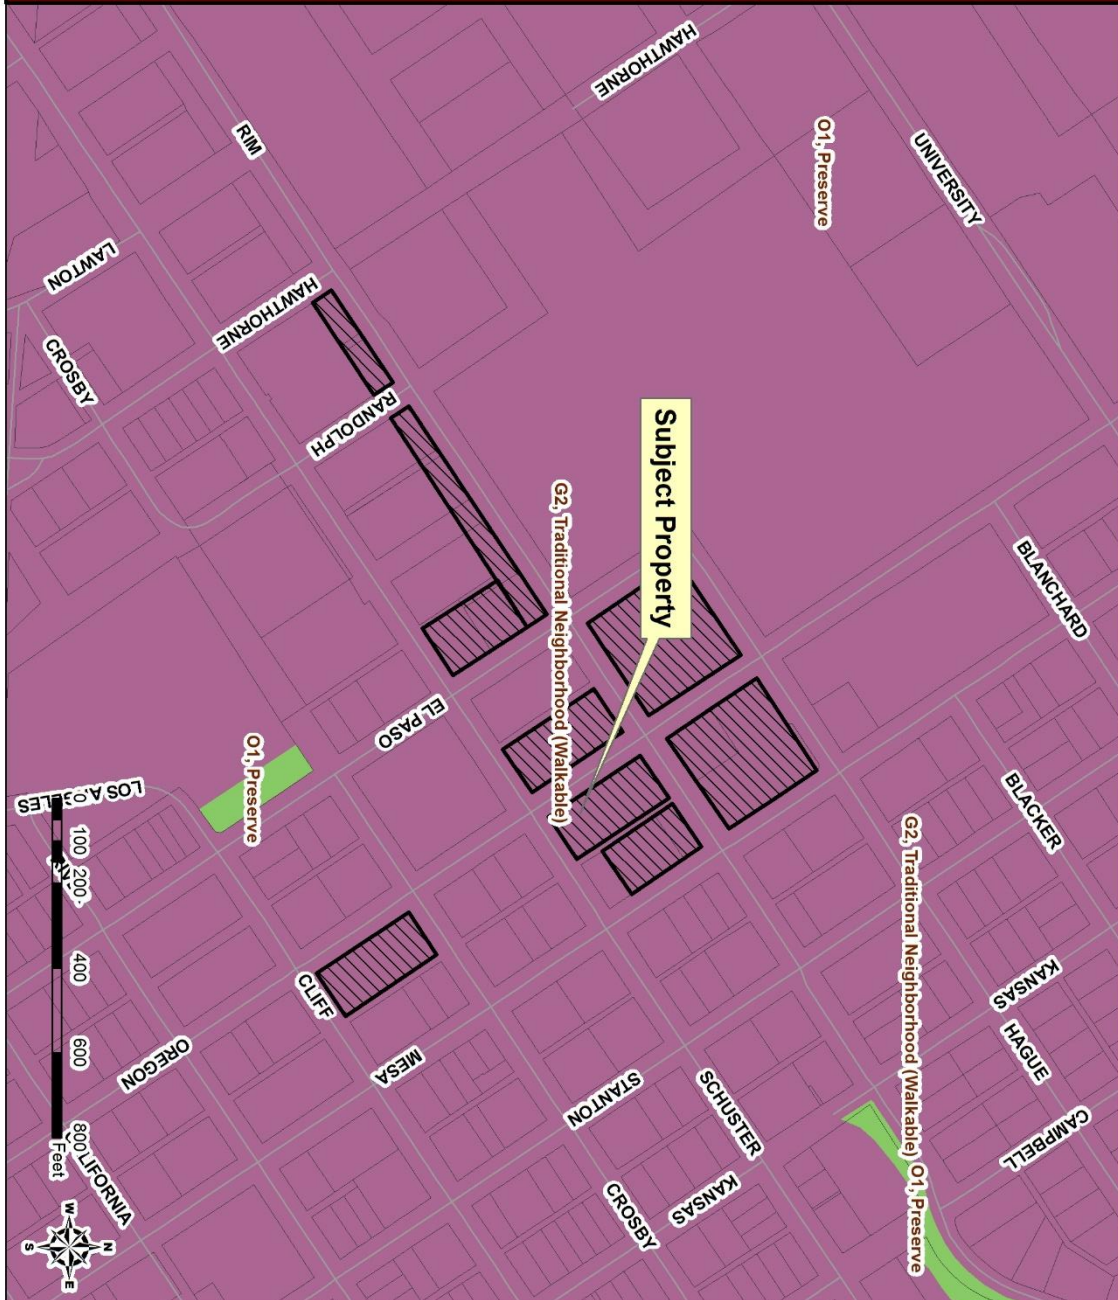 HAWTHORNE
O1, Preserve
UNIVERSITY
RIM
LAWTON
HAWTHORNE
CROSBY
RANDOLPH
Subject Property
G2, Traditional Neighborhood (Walkable)
BLANCHARD
EL PASO
O1, Preserve
BLACKER
G2, Traditional Neighborhood (Walkable)
KANSAS
HAGUE
CAMPBELL
CLIFF
OREGON
MESA
STANTON
SCHUSTER
KANSAS
CROSBY
O1, Preserve
LIFORNIA
0 100 200 400 600 800
Feet
N
E
S
W